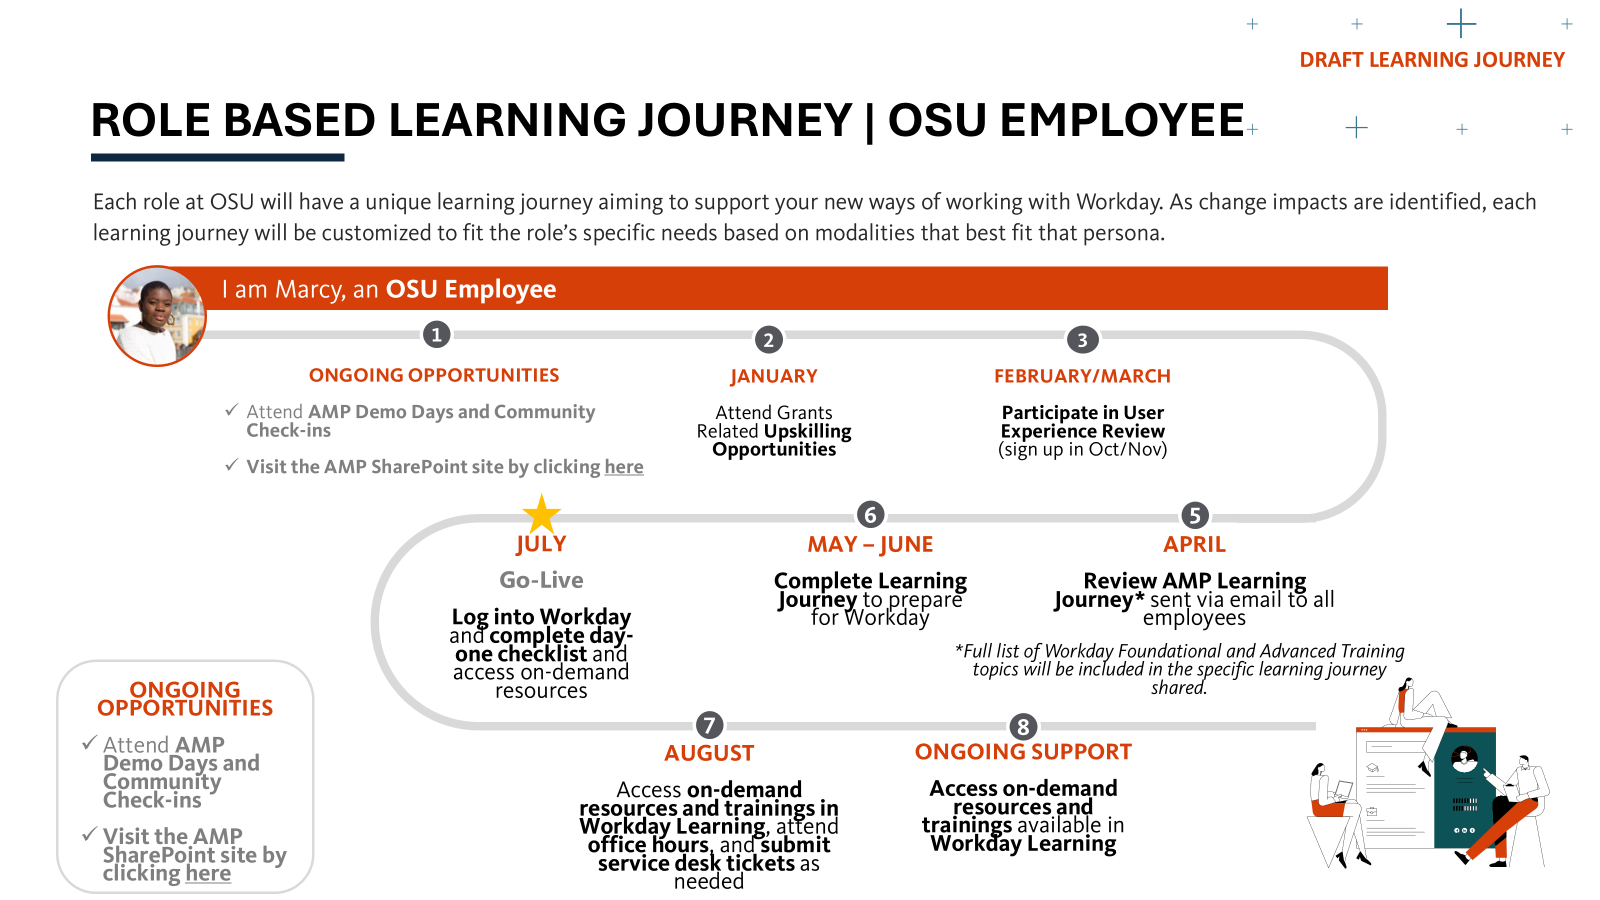 DRAFT LEARNING JOURNEY
ROLE BASED LEARNING JOURNEY | OSU EMPLOYEE
Each role at OSU will have a unique learning journey aiming to support your new ways of working with Workday. As change impacts are identified, each
learning journey will be customized to fit the role’s specific needs based on modalities that best fit that persona.
I am Marcy, an OSU Employee
1
ONGOING OPPORTUNITIES
✓ Attend AMP Demo Days and Community
Check-ins
✓ Visit the AMP SharePoint site by clicking here
2
JANUARY
Attend Grants
Related Upskilling
Opportunities
3
FEBRUARY/MARCH
Participate in User
Experience Review
(sign up in Oct/Nov)
5
APRIL
Review AMP Learning
Journey* sent via email to all
employees
*Full list of Workday Foundational and Advanced Training
topics will be included in the specific learning journey
shared.
6
MAY – JUNE
Complete Learning
Journey to prepare
for Workday
JULY
Go-Live
Log into Workday
and complete day-
one checklist and
access on-demand
resources
7
AUGUST
Access on-demand
resources and trainings in
Workday Learning, attend
office hours, and submit
service desk tickets as
needed
8
ONGOING SUPPORT
Access on-demand
resources and
trainings available in
Workday Learning
ONGOING
OPPORTUNITIES
✓ Attend AMP
Demo Days and
Community
Check-ins
✓ Visit the AMP
SharePoint site by
clicking here